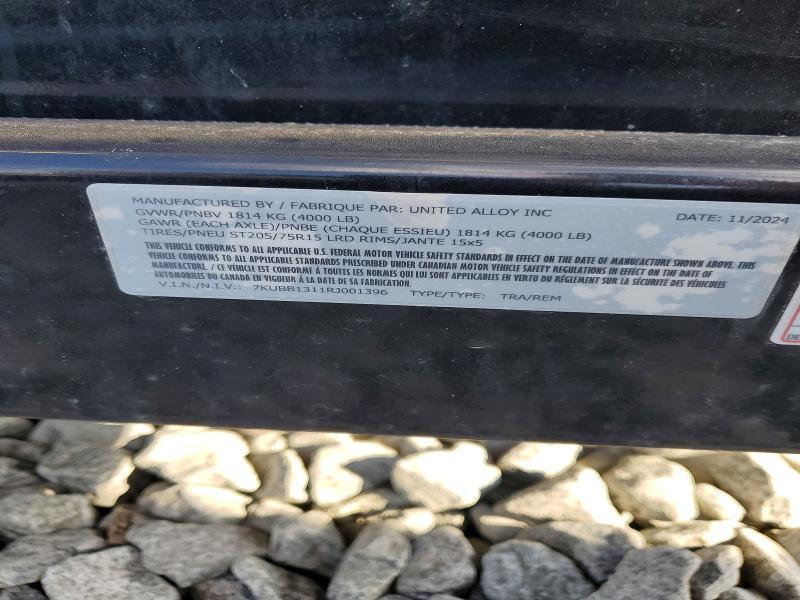 MANUFACTURED BY / FABRIQUE PAR: UNITED ALLOY INC
DATE: 11/2024
GVWR/PNBV 1814 KG (4000 LB)
GAWR (EACH AXLE)/PNBE (CHAQUE ESSIEU) 1814 KG (4000 LB)
TIRES/PNEU ST205/75R15 LRD RIMS/JANTE 15x5
THIS VEHICLE CONFORMS TO ALL APPLICABLE U.S. FEDERAL MOTOR VEHICLE SAFETY STANDARDS IN EFFECT ON THE DATE OF MANUFACTURE SHOWN ABOVE. THIS
VEHICLE CONFORMS TO ALL APPLICABLE STANDARDS PRESCRIBED UNDER CANADIAN MOTOR VEHICLE SAFETY REGULATIONS IN EFFECT ON THE DATE OF
MANUFACTURE. / CE VÉHICULE EST CONFORME À TOUTES LES NORMES QUI LUI SONT APPLICABLES EN VERTU DU RÉGLEMENT SUR LA SÉCURITÉ DES VÉHICULES
AUTOMOBILES DU CANADA EN VIGUEUR À LA DATE DE SA FABRICATION.
V.I.N./N.I.V.: 7KUBB1311RJ001396 TYPE/TYPE: TRA/REM
DE